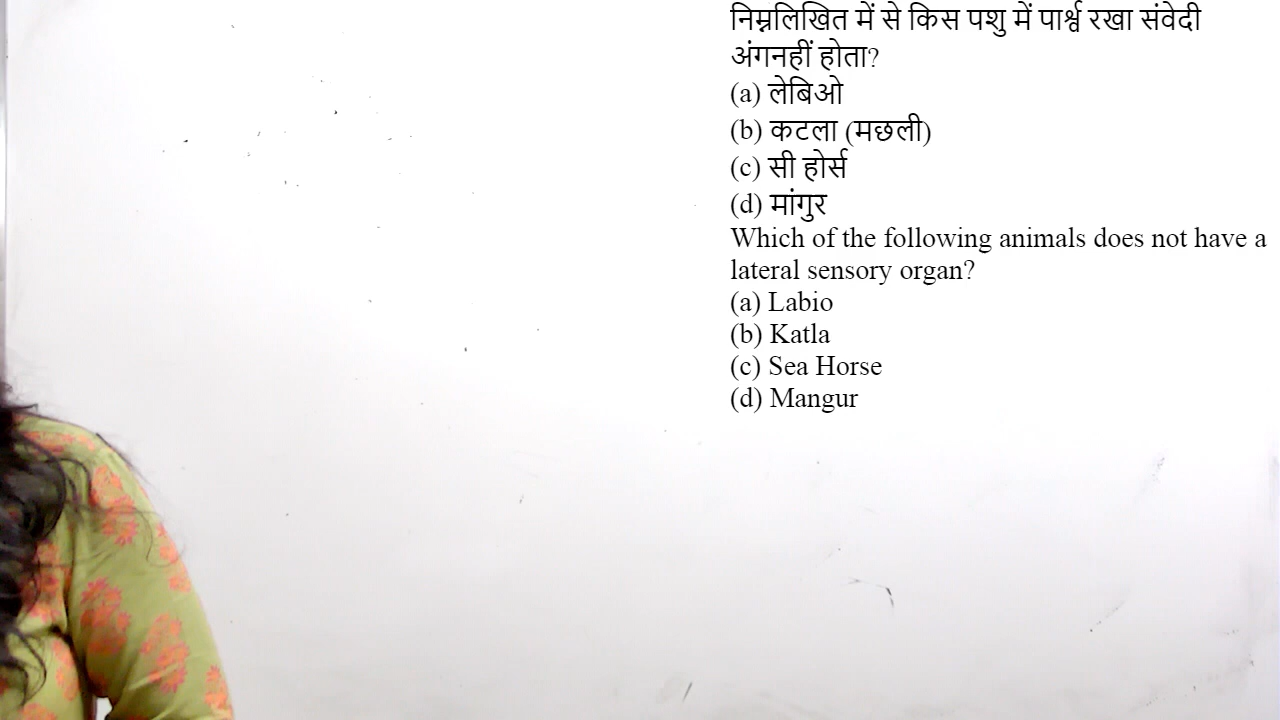 निम्नलिखित में से किस पशु में पार्श्व रखा संवेदी
अंगनहीं होता?
(a) लेबिओ
(b) कटला (मछली)
(c) सी होर्स
(d) मांगुर
Which of the following animals does not have a
lateral sensory organ?
(a) Labio
(b) Katla
(c) Sea Horse
(d) Mangur